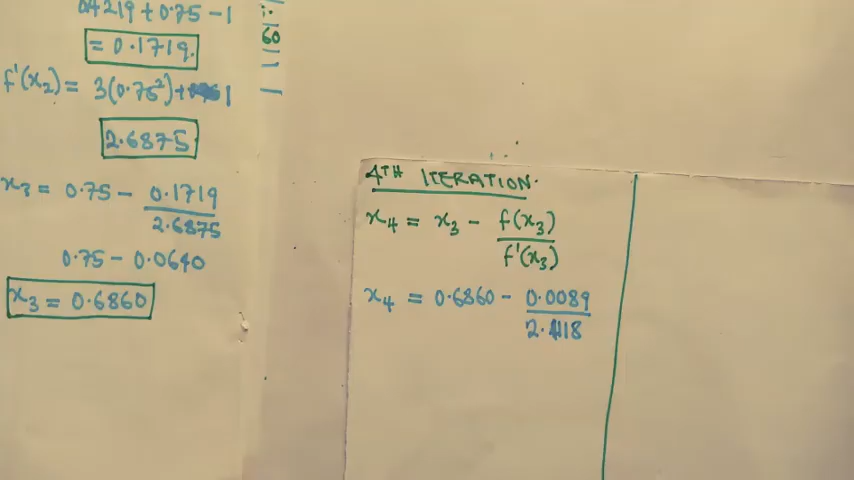 0.4219 + 0.75 - 1
= 0.1719
f'(x₂) = 3(0.75²) + 1
2.6875
x₃ = 0.75 - 0.1719
2.6875
0.75 - 0.0640
x₃ = 0.6860
60
4TH ITERATION.
x₄ = x₃ - f(x₃)
f'(x₃)
x₄ = 0.6860 - 0.0089
2.4118